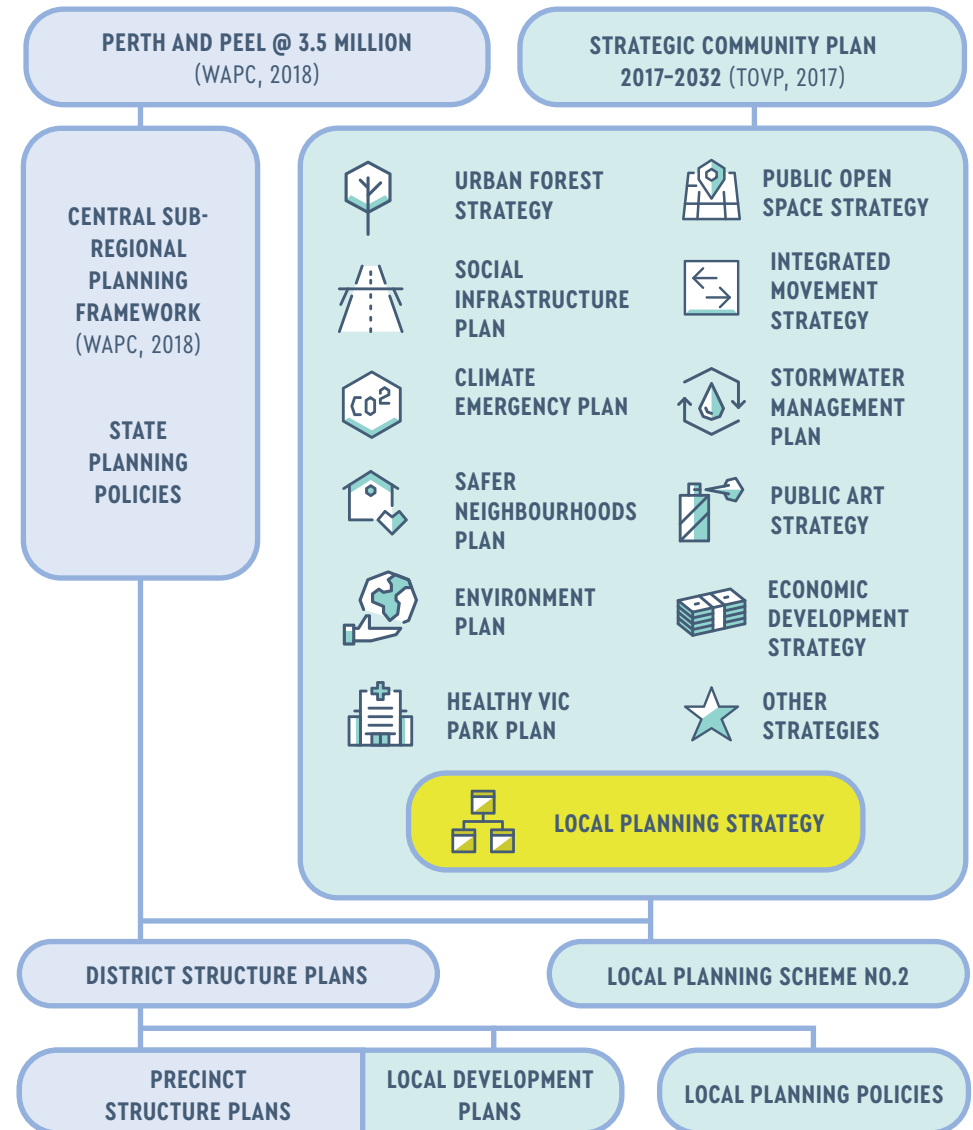 PERTH AND PEEL @ 3.5 MILLION
(WAPC, 2018)
STRATEGIC COMMUNITY PLAN
2017-2032 (TOVP, 2017)
CENTRAL SUB-
REGIONAL
PLANNING
FRAMEWORK
(WAPC, 2018)
STATE
PLANNING
POLICIES
URBAN FOREST
STRATEGY
PUBLIC OPEN
SPACE STRATEGY
SOCIAL
INFRASTRUCTURE
PLAN
INTEGRATED
MOVEMENT
STRATEGY
CO²
CLIMATE
EMERGENCY PLAN
STORMWATER
MANAGEMENT
PLAN
SAFER
NEIGHBOURHOODS
PLAN
PUBLIC ART
STRATEGY
ENVIRONMENT
PLAN
ECONOMIC
DEVELOPMENT
STRATEGY
HEALTHY VIC
PARK PLAN
OTHER
STRATEGIES
LOCAL PLANNING STRATEGY
DISTRICT STRUCTURE PLANS
LOCAL PLANNING SCHEME NO.2
PRECINCT
STRUCTURE PLANS
LOCAL DEVELOPMENT
PLANS
LOCAL PLANNING POLICIES